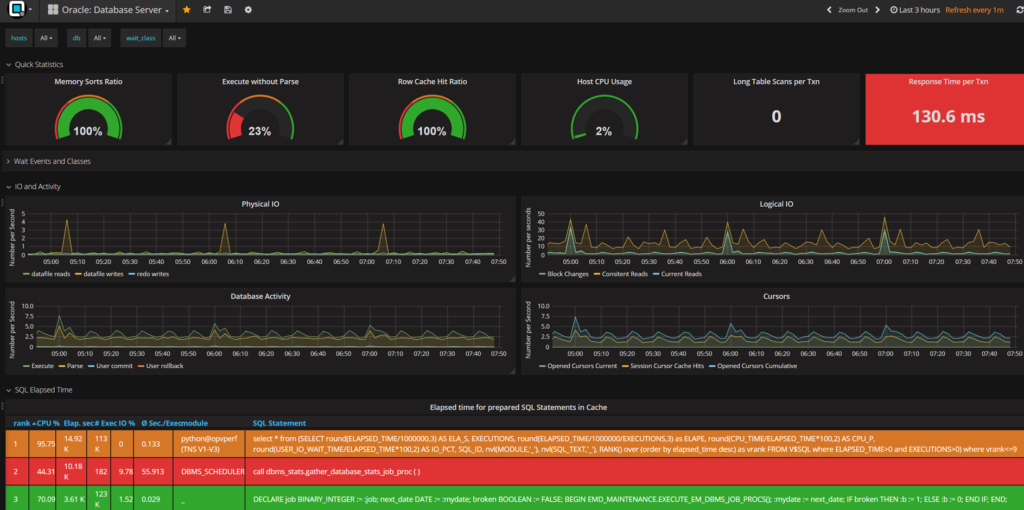 Oracle: Database Server
Zoom Out
Last 3 hours Refresh every 1m
hosts All db All wait_class All
Quick Statistics
Memory Sorts Ratio
100%
Execute without Parse
23%
Row Cache Hit Ratio
100%
Host CPU Usage
2%
Long Table Scans per Txn
0
Response Time per Txn
130.6 ms
Wait Events and Classes
IO and Activity
Physical IO
Number per Second
5
4
3
2
1
0
05:00 05:10 05:20 05:30 05:40 05:50 06:00 06:10 06:20 06:30 06:40 06:50 07:00 07:10 07:20 07:30 07:40 07:50
datafile reads datafile writes redo writes
Logical IO
Numbers per Second
50
40
30
20
10
0
05:00 05:10 05:20 05:30 05:40 05:50 06:00 06:10 06:20 06:30 06:40 06:50 07:00 07:10 07:20 07:30 07:40 07:50
Block Changes Consitent Reads Current Reads
Database Activity
Number per Second
10.0
7.5
5.0
2.5
0
05:00 05:10 05:20 05:30 05:40 05:50 06:00 06:10 06:20 06:30 06:40 06:50 07:00 07:10 07:20 07:30 07:40 07:50
Execute Parse User commit User rollback
Cursors
Number per Second
10.0
7.5
5.0
2.5
0
05:00 05:10 05:20 05:30 05:40 05:50 06:00 06:10 06:20 06:30 06:40 06:50 07:00 07:10 07:20 07:30 07:40 07:50
Opened Cursors Current Session Cursor Cache Hits Opened Cursors Cumulative
SQL Elapsed Time
Elapsed time for prepared SQL Statements in Cache
rank CPU % Elap. sec # Exec IO % Ø Sec./Exec module SQL Statement
1 95.75 14.92 K 113 K 0 0.133 python@opvperf (TNS V1-V3)
select * from (SELECT round(ELAPSED_TIME/1000000,3) AS ELA_S, EXECUTIONS, round(ELAPSED_TIME/1000000/EXECUTIONS,3) as ELAPE, round(CPU_TIME/ELAPSED_TIME*100,2) AS CPU_P,
round(USER_IO_WAIT_TIME/ELAPSED_TIME*100,2) AS IO_PCT, SQL_ID, nvl(MODULE,'_'), nvl(SQL_TEXT,'_'), RANK() over (order by elapsed_time desc) as vrank FROM V$SQL where ELAPSED_TIME>0 and EXECUTIONS>0) where vrank<=9
2 44.31 10.18 K 182 9.78 55.913 DBMS_SCHEDULER call dbms_stats.gather_database_stats_job_proc ( )
3 70.09 3.61 K 123 K 1.52 0.029 _ DECLARE job BINARY_INTEGER := :job; next_date DATE := :mydate; broken BOOLEAN := FALSE; BEGIN EMD_MAINTENANCE.EXECUTE_EM_DBMS_JOB_PROCS(); :mydate := next_date; IF broken THEN :b := 1; ELSE :b := 0; END IF; END;